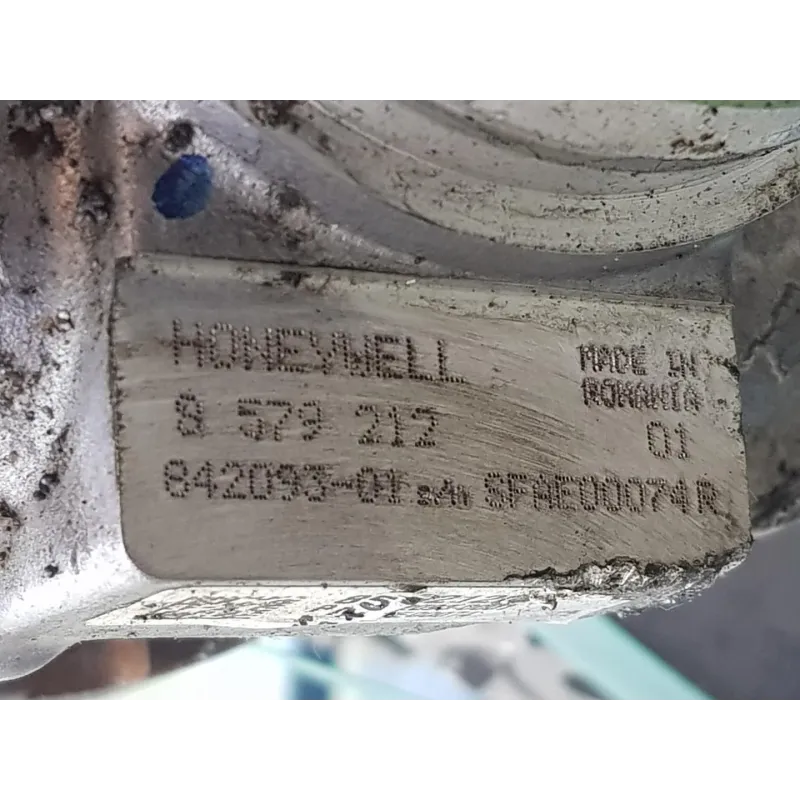 HONEYWELL
MADE IN
ROMANIA
8 579 212
01
842093-01 S/N SFAE00074R